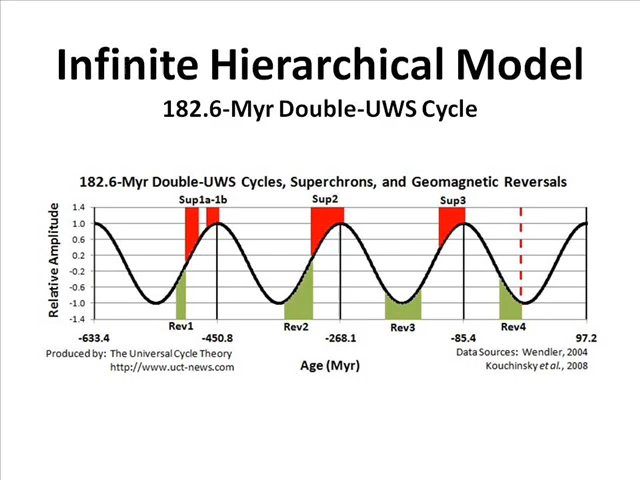 Infinite Hierarchical Model
182.6-Myr Double-UWS Cycle
182.6-Myr Double-UWS Cycles, Superchrons, and Geomagnetic Reversals
Sup1a-1b Sup2 Sup3
Relative Amplitude
1.4
1.0
0.6
0.2
-0.2
-0.6
-1.0
-1.4
Rev1 Rev2 Rev3 Rev4
-633.4 -450.8 -268.1 -85.4 97.2
Age (Myr)
Produced by: The Universal Cycle Theory
http://www.uct-news.com
Data Sources: Wendler, 2004
Kouchinsky et al., 2008